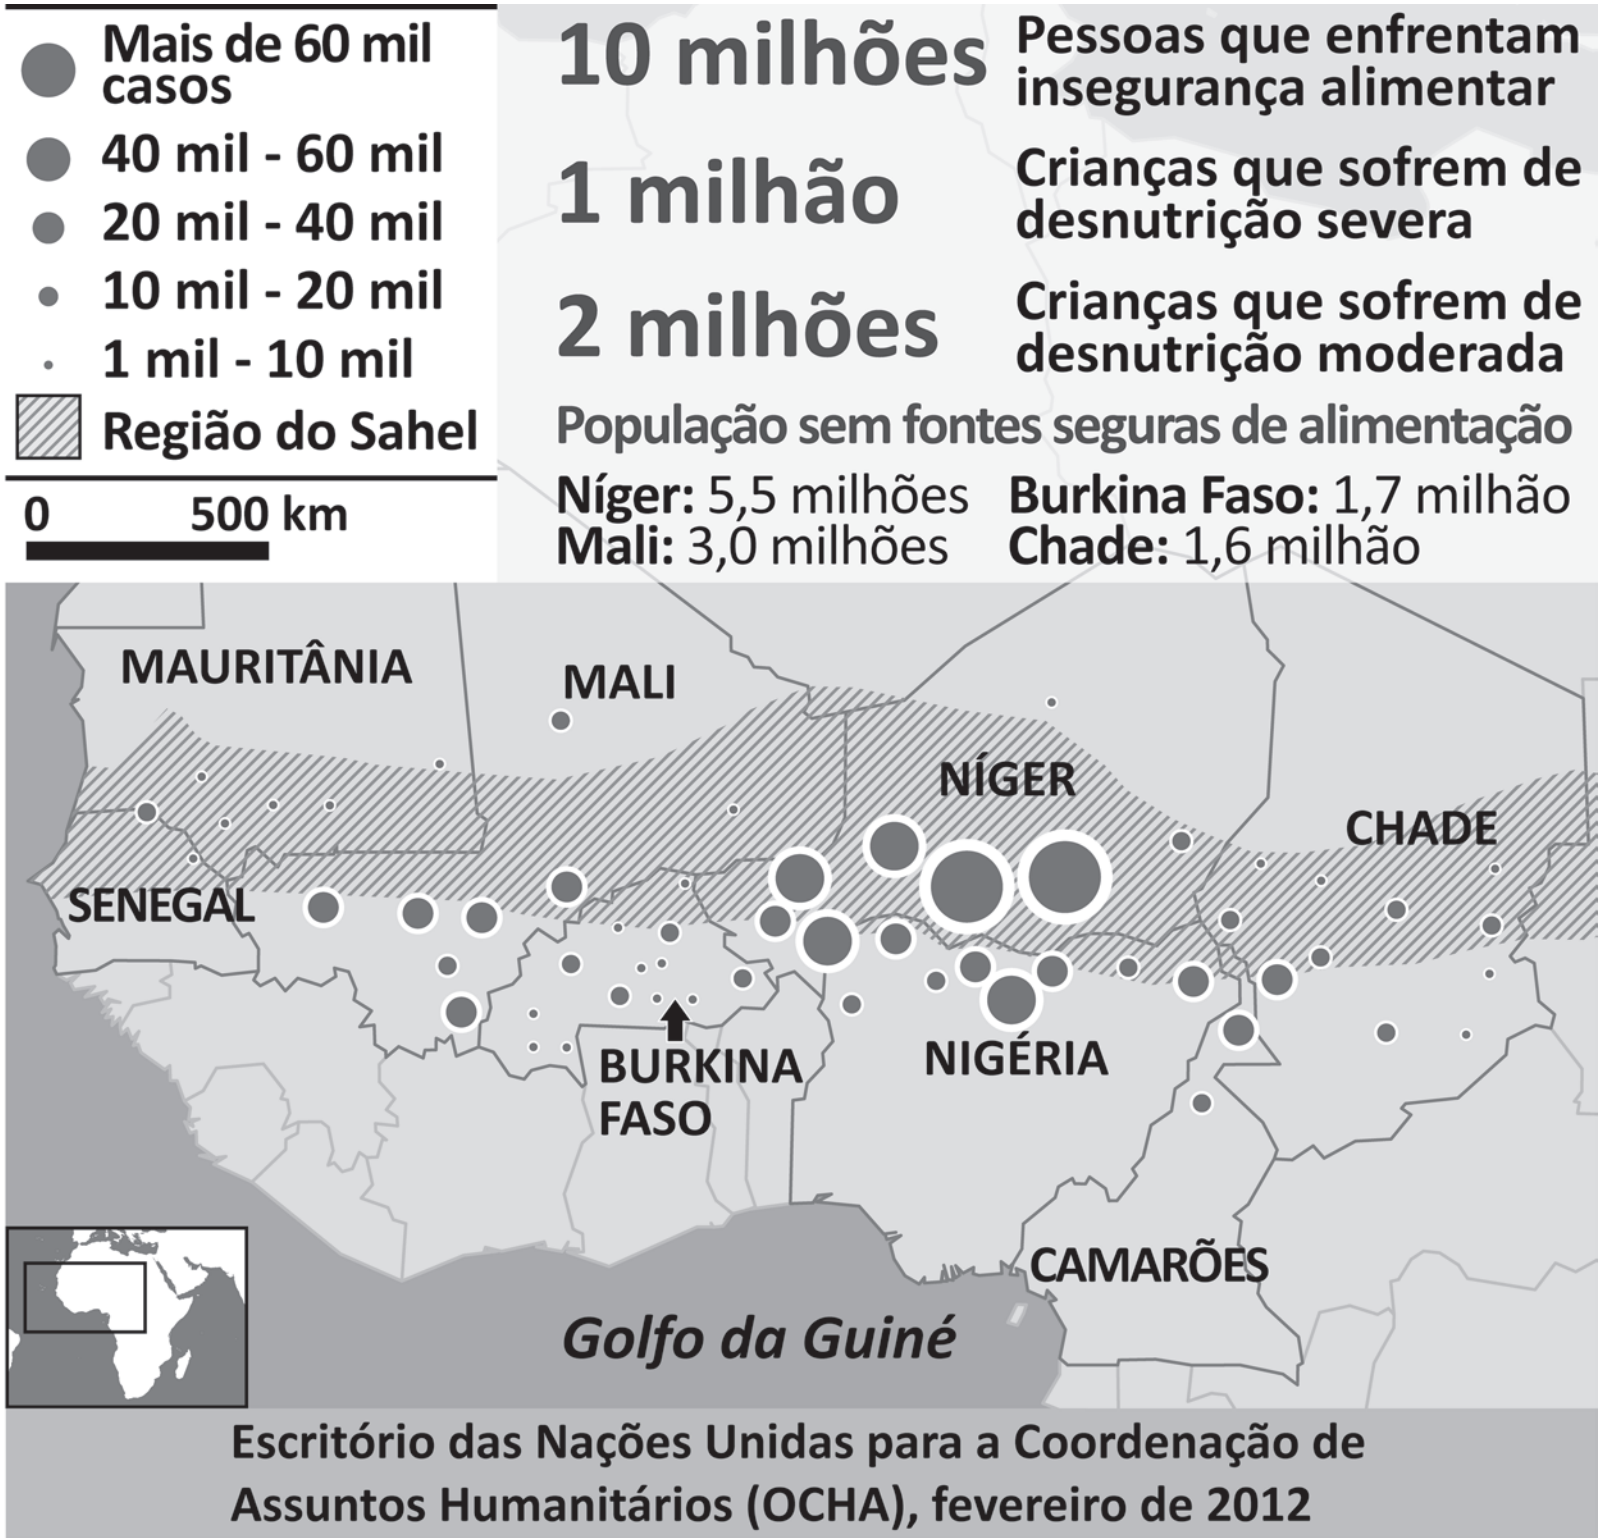 Mais de 60 mil
casos
40 mil - 60 mil
20 mil - 40 mil
10 mil - 20 mil
1 mil - 10 mil
Região do Sahel
0 500 km
10 milhões
Pessoas que enfrentam
insegurança alimentar
1 milhão
Crianças que sofrem de
desnutrição severa
2 milhões
Crianças que sofrem de
desnutrição moderada
População sem fontes seguras de alimentação
Níger: 5,5 milhões Burkina Faso: 1,7 milhão
Mali: 3,0 milhões Chade: 1,6 milhão
MAURITÂNIA
MALI
NÍGER
CHADE
SENEGAL
NIGÉRIA
BURKINA
FASO
CAMARÕES
Golfo da Guiné
Escritório das Nações Unidas para a Coordenação de
Assuntos Humanitários (OCHA), fevereiro de 2012